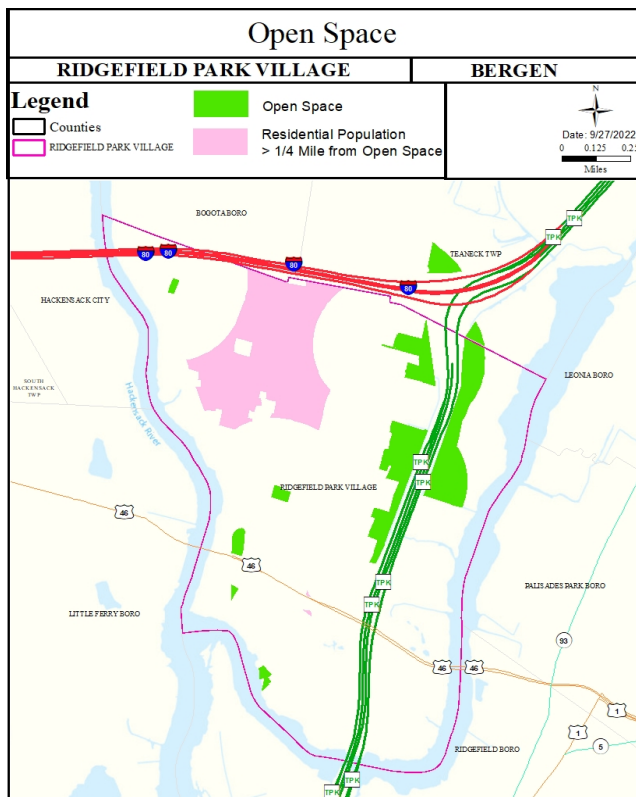 Open Space
RIDGEFIELD PARK VILLAGE
BERGEN
Legend
Counties
RIDGEFIELD PARK VILLAGE
Open Space
Residential Population
> 1/4 Mile from Open Space
N
Date: 9/27/2022
0 0.125 0.25
Miles
BOGOTA BORO
TPK
TPK
TEANECK TWP
80
80
80
80
HACKENSACK CITY
LEONIA BORO
SOUTH
HACKENSACK
TWP
Hackensack River
TPK
RIDGEFIELD PARK VILLAGE
TPK
46
46
TPK
PALISADES PARK BORO
TPK
LITTLE FERRY BORO
93
46
46
1
1
RIDGEFIELD BORO
5
TPK
TPK